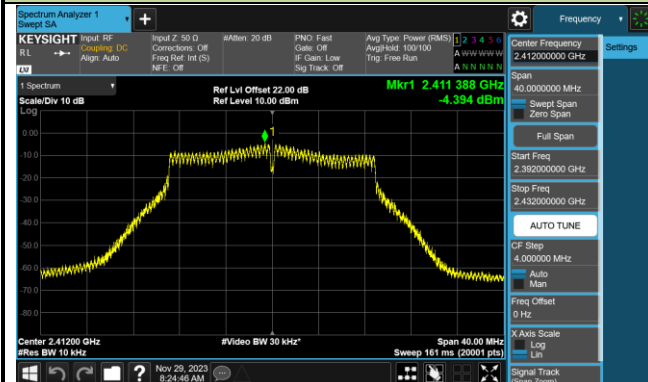 Spectrum Analyzer 1
Swept SA
+
Frequency
KEYSIGHT
RL
Input: RF
Coupling: DC
Align: Auto
Input Z: 50 Ω
Corrections: Off
Freq Ref: Int (S)
NFE: Off
#Atten: 20 dB
PNO: Fast
Gate: Off
IF Gain: Low
Sig Track: Off
Avg Type: Power (RMS)
Avg|Hold: 100/100
Trig: Free Run
1 2 3 4 5 6
A W W W W W
A N N N N N
1 Spectrum
Scale/Div 10 dB
Log
Ref Lvl Offset 22.00 dB
Ref Level 10.00 dBm
Mkr1 2.411 388 GHz
-4.394 dBm
1
0.00
-10.0
-20.0
-30.0
-40.0
-50.0
-60.0
-70.0
-80.0
Center 2.41200 GHz
#Res BW 10 kHz
#Video BW 30 kHz*
Span 40.00 MHz
Sweep 161 ms (20001 pts)
Nov 29, 2023
8:24:46 AM
?
Center Frequency
2.412000000 GHz
Span
40.0000000 MHz
Swept Span
Zero Span
Full Span
Start Freq
2.392000000 GHz
Stop Freq
2.432000000 GHz
AUTO TUNE
CF Step
4.000000 MHz
Auto
Man
Freq Offset
0 Hz
X Axis Scale
Log
Lin
Signal Track
(Span Zoom)
Settings